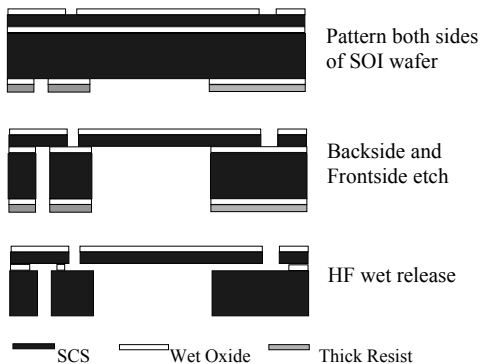 Pattern both sides
of SOI wafer
Backside and
Frontside etch
HF wet release
SCS Wet Oxide Thick Resist